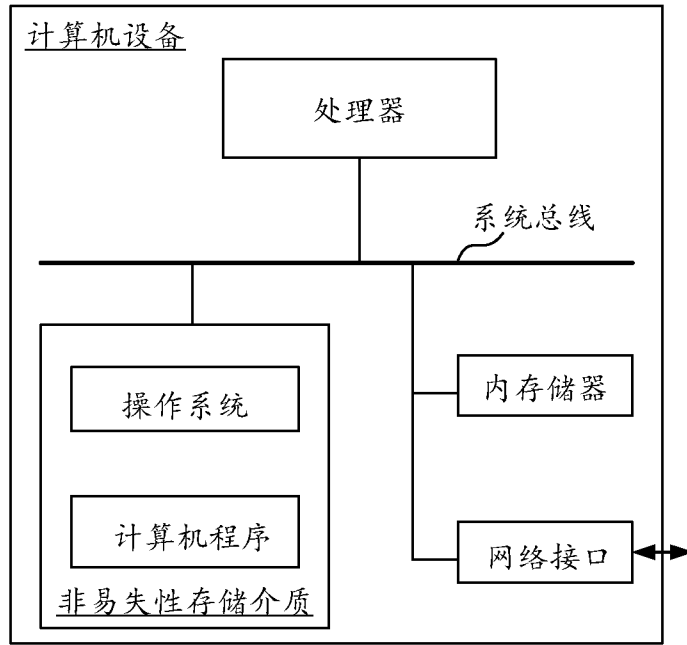 计算机设备
处理器
系统总线
操作系统
内存储器
计算机程序
网络接口
非易失性存储介质